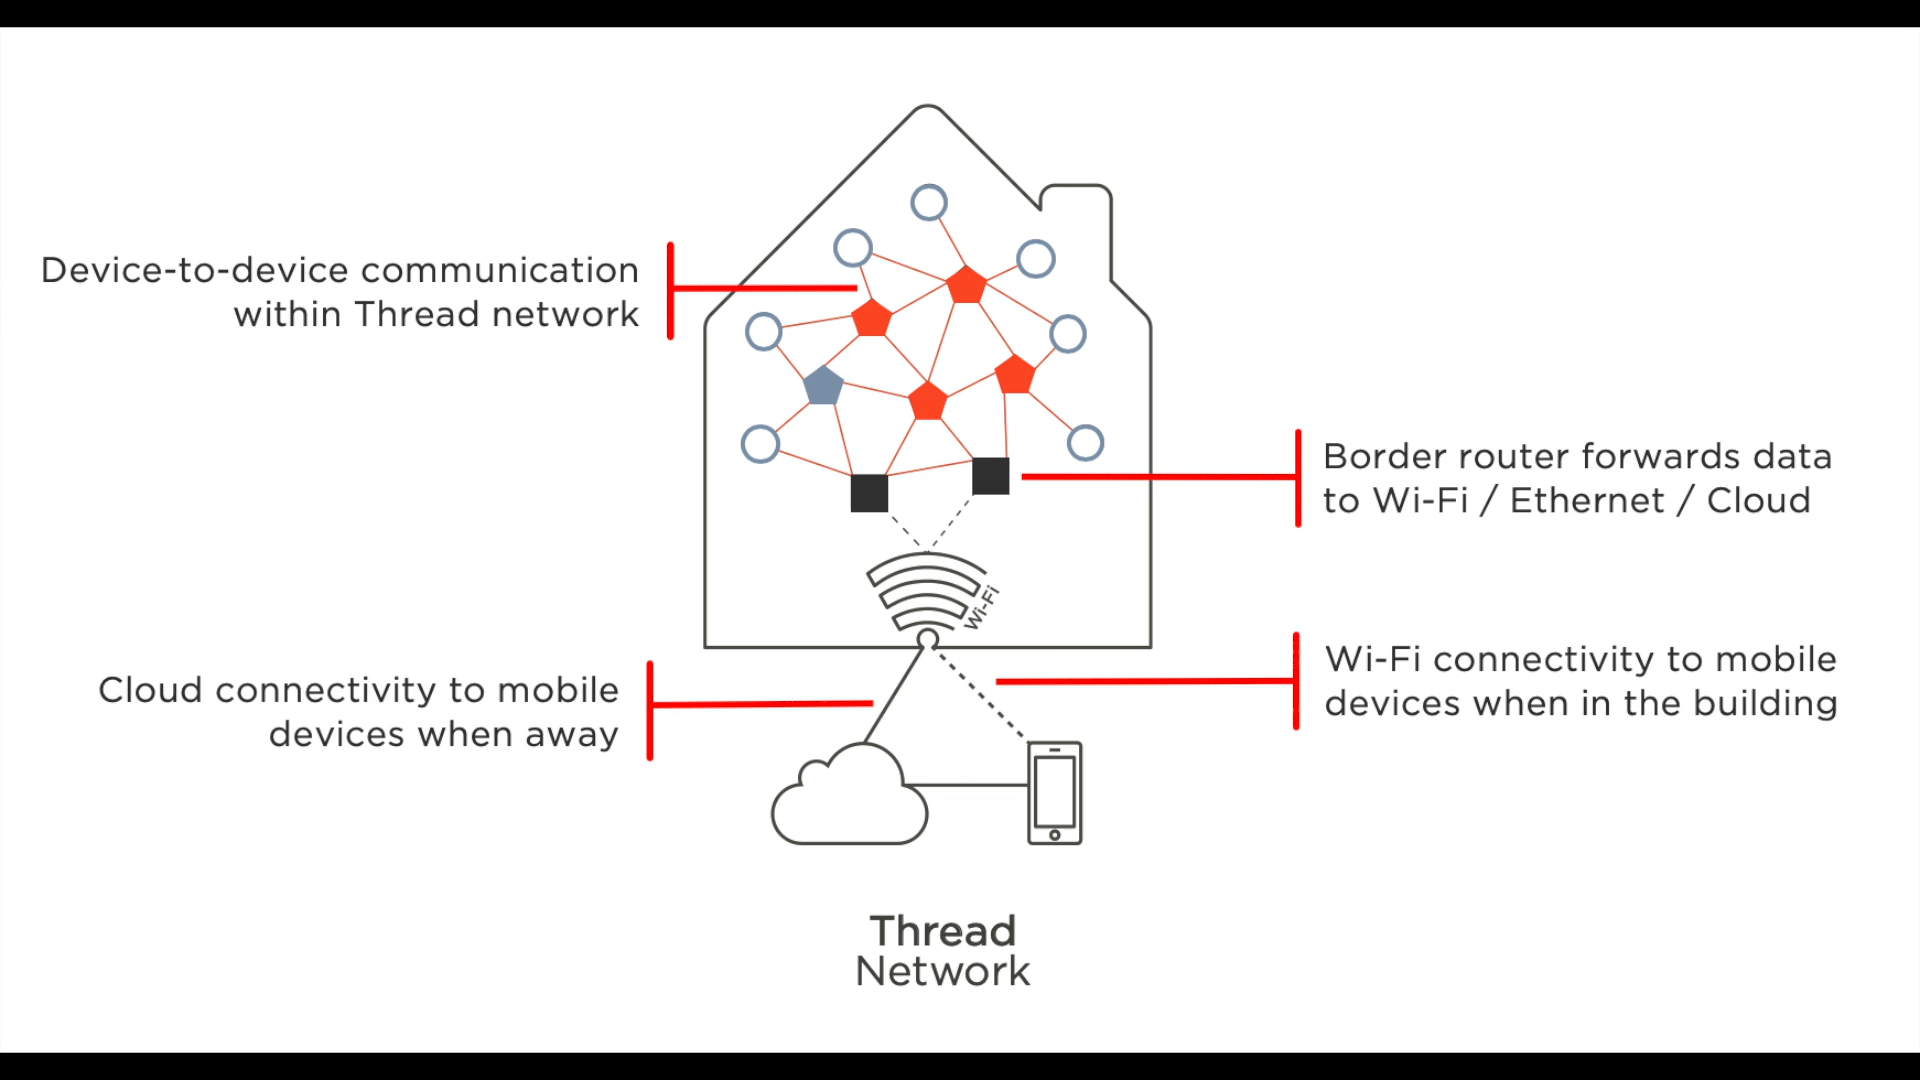 Device-to-device communication
within Thread network
Border router forwards data
to Wi-Fi / Ethernet / Cloud
Wi-Fi
Cloud connectivity to mobile
devices when away
Wi-Fi connectivity to mobile
devices when in the building
Thread
Network